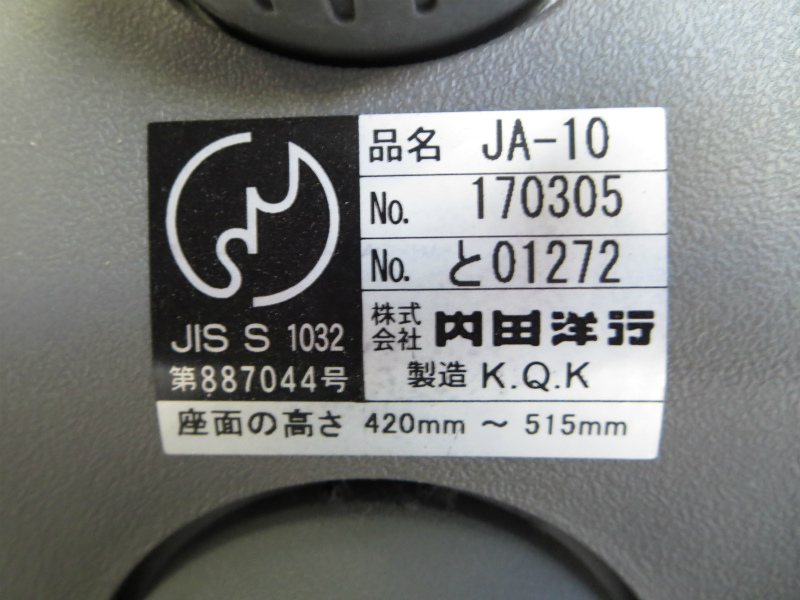 品名 JA-10
No. 170305
No. と01272
JIS S 1032
第887044号
株式会社 内田洋行
製造 K.Q.K
座面の高さ 420mm ～ 515mm